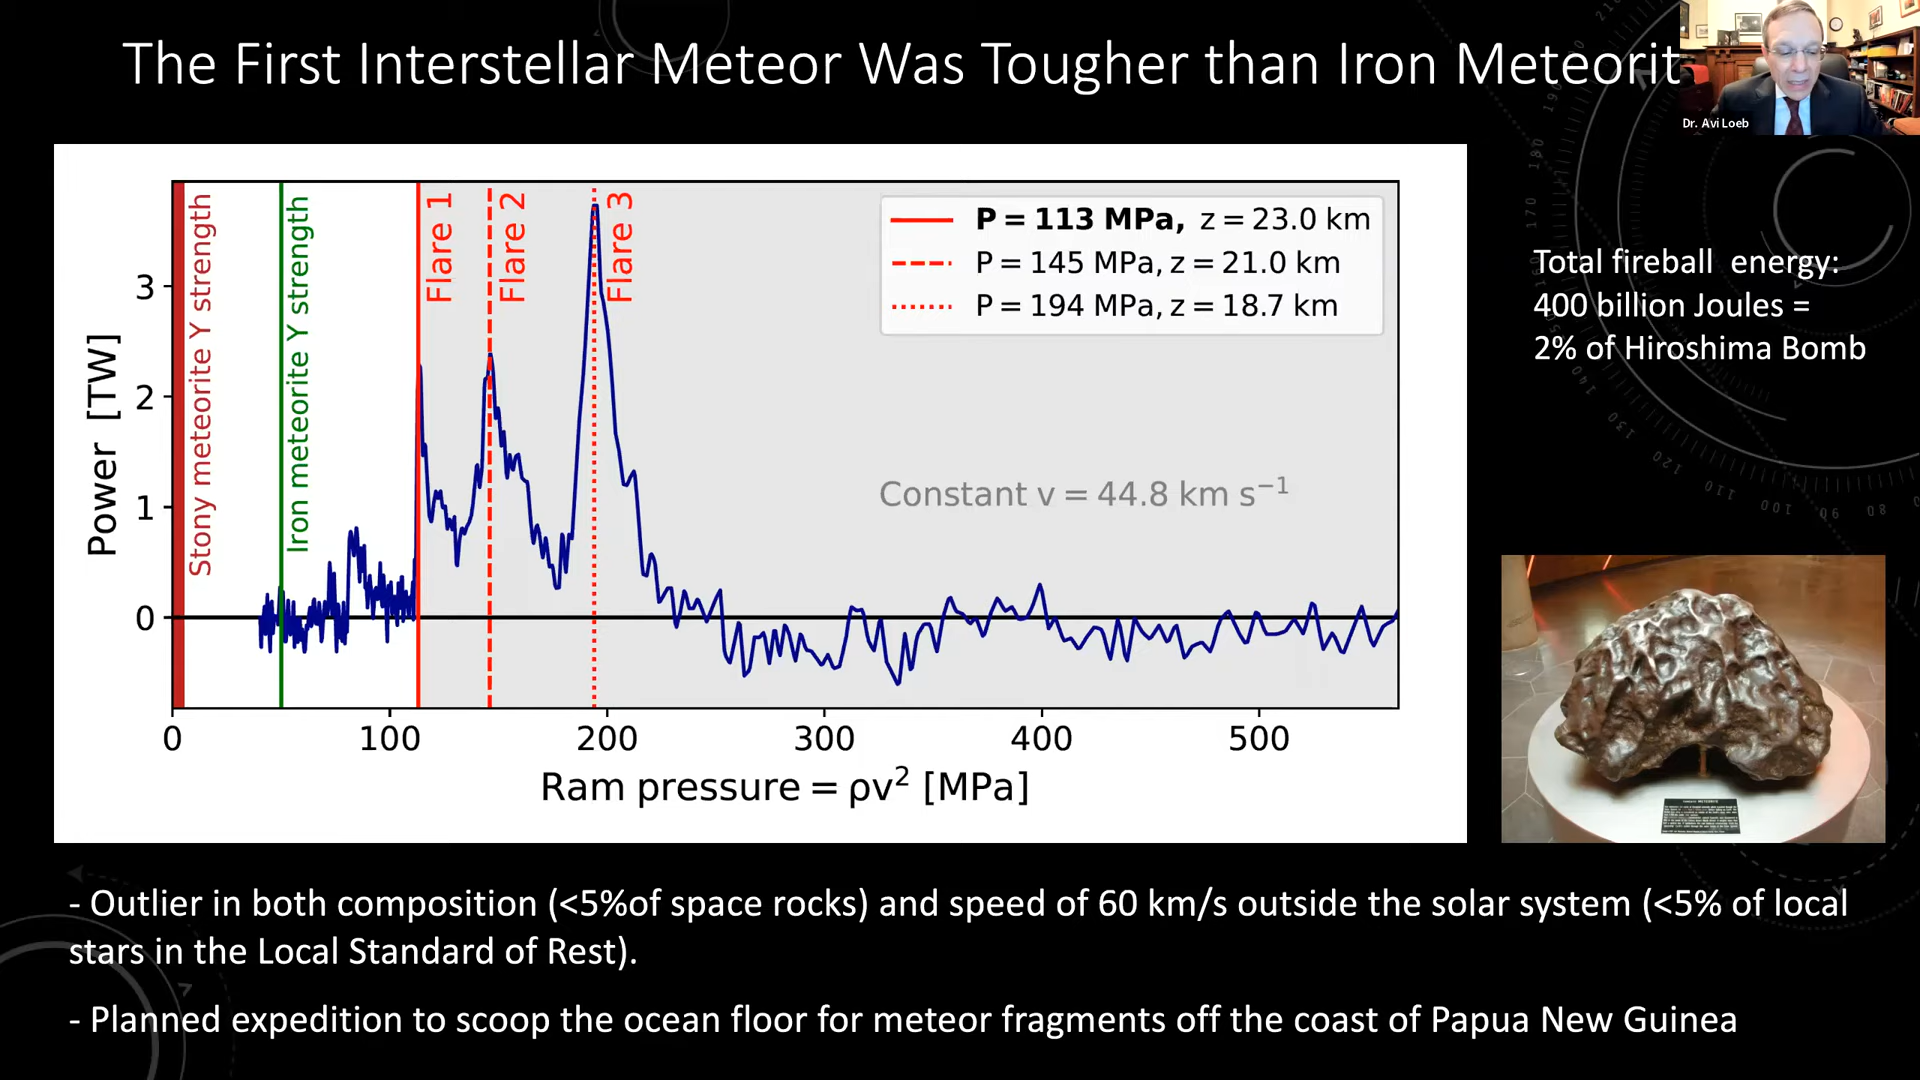 The First Interstellar Meteor Was Tougher than Iron Meteorit
Dr. Avi Loeb
Stony meteorite Y strength
Iron meteorite Y strength
Flare 1
Flare 2
Flare 3
P = 113 MPa, z = 23.0 km
P = 145 MPa, z = 21.0 km
P = 194 MPa, z = 18.7 km
Constant v = 44.8 km s⁻¹
Power [TW]
3
2
1
0
0 100 200 300 400 500
Ram pressure = ρv² [MPa]
Total fireball energy:
400 billion Joules =
2% of Hiroshima Bomb
- Outlier in both composition (<5%of space rocks) and speed of 60 km/s outside the solar system (<5% of local
stars in the Local Standard of Rest).
- Planned expedition to scoop the ocean floor for meteor fragments off the coast of Papua New Guinea